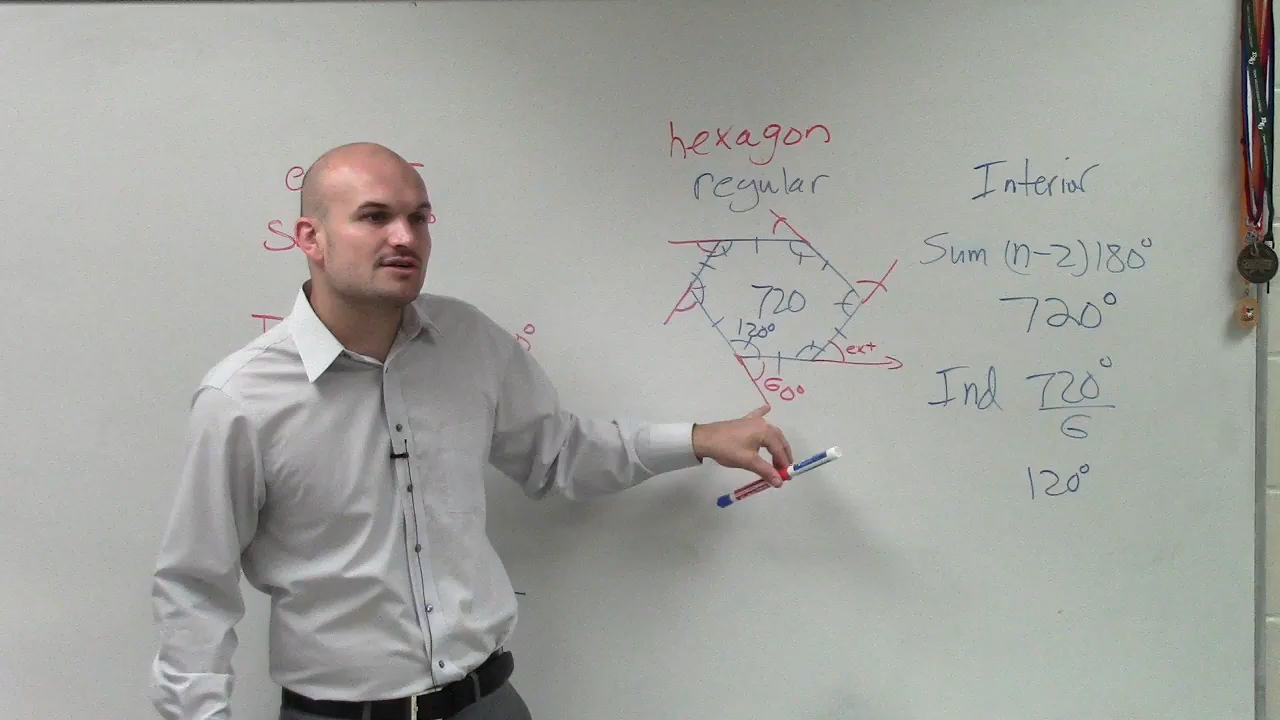 hexagon
regular
720
120°
ext
60°
Interior
Sum (n-2)180°
720°
Ind 720°
6
120°